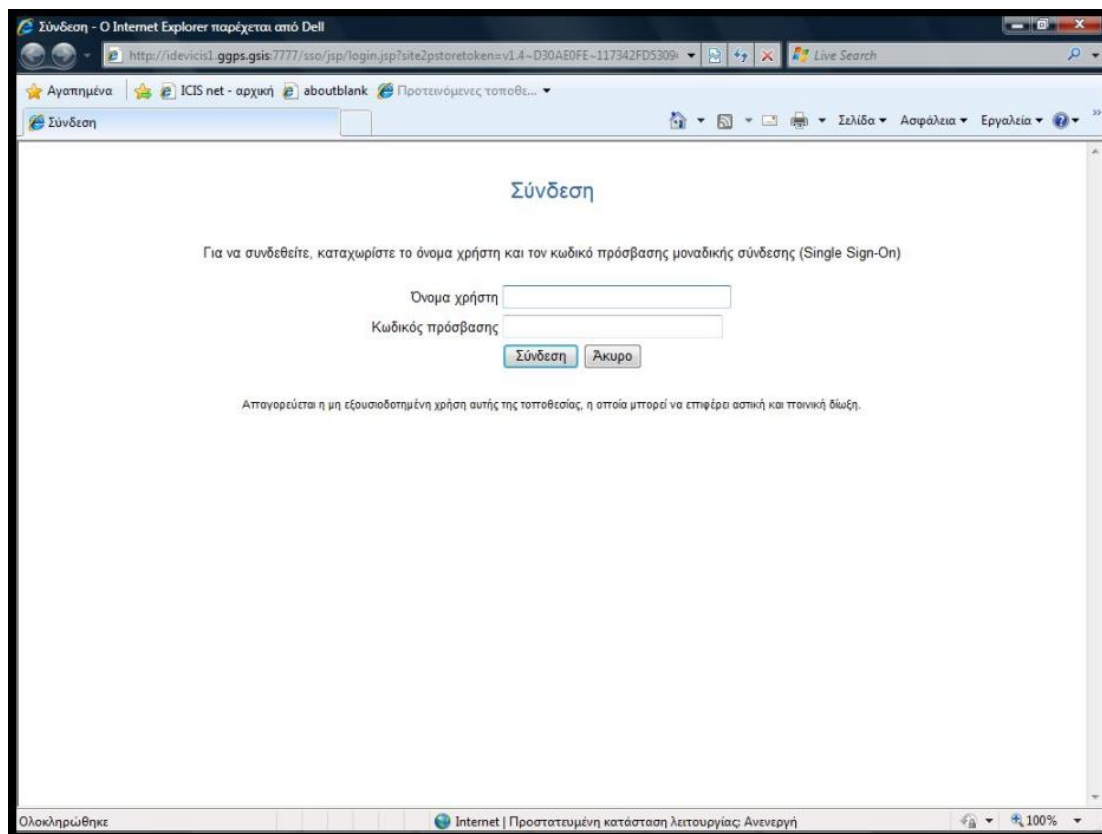 Σύνδεση - Ο Internet Explorer παρέχεται από Dell
http://idevicis1.ggps.gsis:7777/sso/jsp/login.jsp?site2pstoretoken=v1.4~D30AE0FE~117342FD5309 Live Search
Αγαπημένα ICIS net - αρχική aboutblank Προτεινόμενες τοποθε...
Σύνδεση Σελίδα Ασφάλεια Εργαλεία
Σύνδεση
Για να συνδεθείτε, καταχωρίστε το όνομα χρήστη και τον κωδικό πρόσβασης μοναδικής σύνδεσης (Single Sign-On)
Όνομα χρήστη
Κωδικός πρόσβασης
Σύνδεση Άκυρο
Απαγορεύεται η μη εξουσιοδοτημένη χρήση αυτής της τοποθεσίας, η οποία μπορεί να επιφέρει αστική και ποινική δίωξη.
Ολοκληρώθηκε Internet | Προστατευμένη κατάσταση λειτουργίας: Ανενεργή 100%